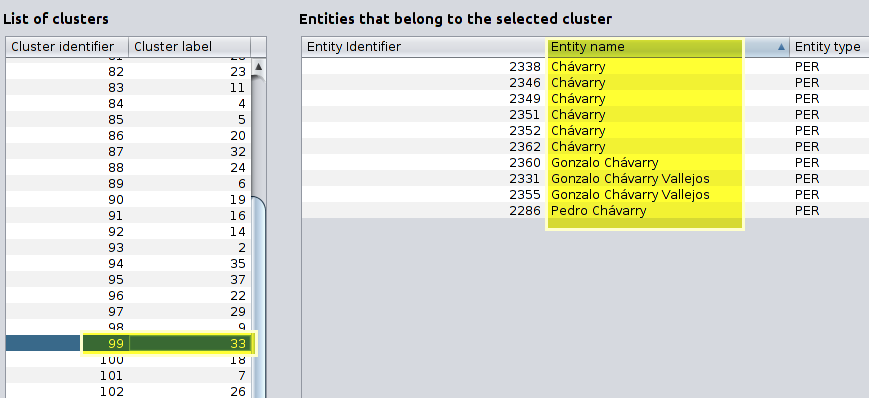 List of clusters
Cluster identifier Cluster label
82 23
83 11
84 4
85 5
86 20
87 32
88 24
89 6
90 19
91 16
92 14
93 2
94 35
95 37
96 22
97 29
98 9
99 33
100 18
101 7
102 26
Entities that belong to the selected cluster
Entity Identifier Entity name Entity type
2338 Chávarry PER
2346 Chávarry PER
2349 Chávarry PER
2351 Chávarry PER
2352 Chávarry PER
2362 Chávarry PER
2360 Gonzalo Chávarry PER
2331 Gonzalo Chávarry Vallejos PER
2355 Gonzalo Chávarry Vallejos PER
2286 Pedro Chávarry PER